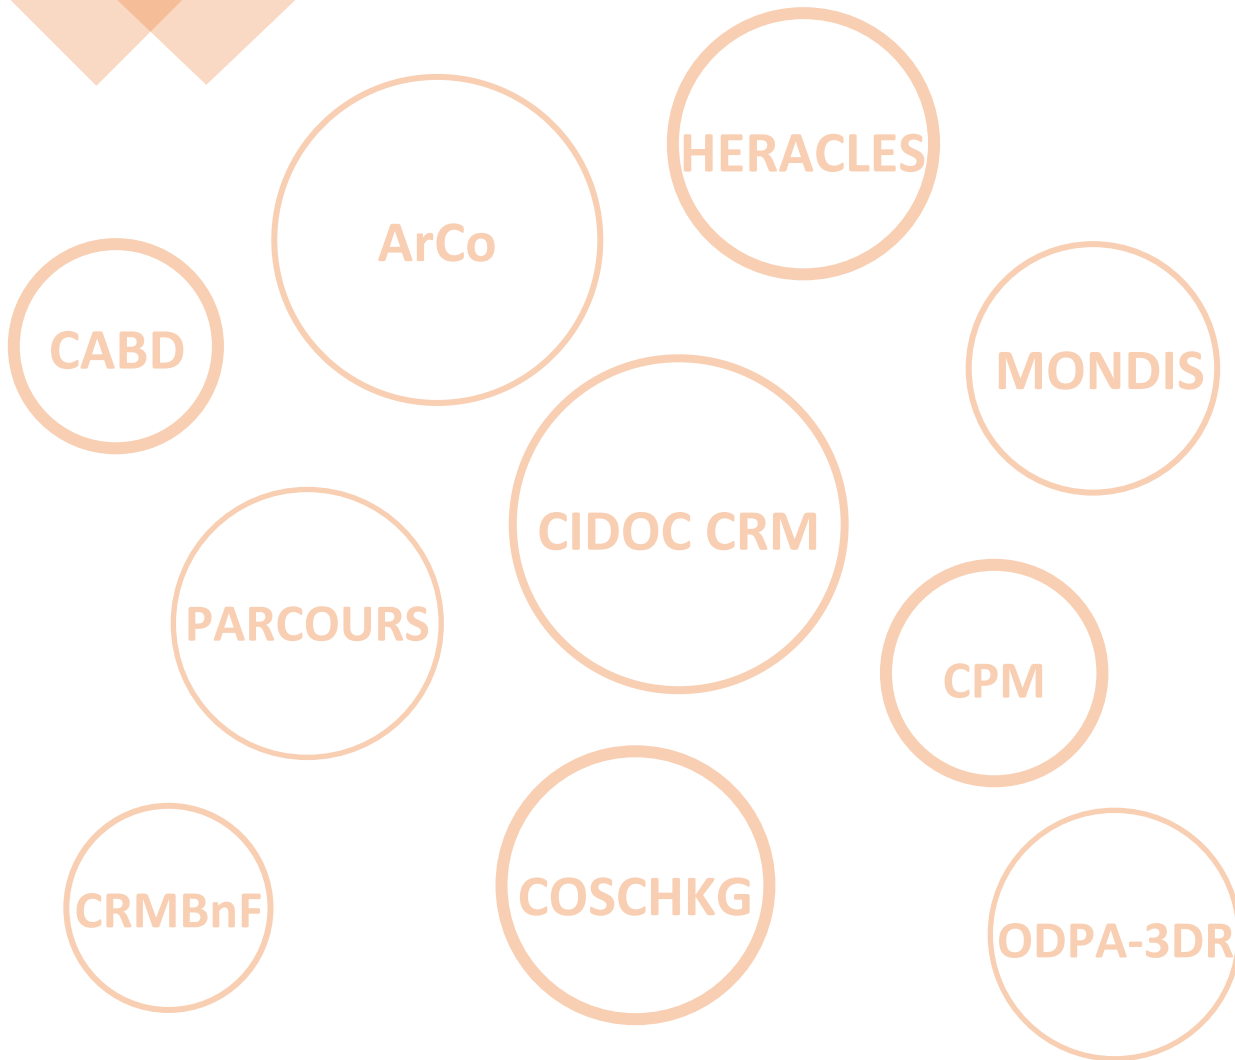 HERACLES
ArCo
CABD
MONDIS
CIDOC CRM
PARCOURS
CPM
COSCHKG
CRMBnF
ODPA-3DR